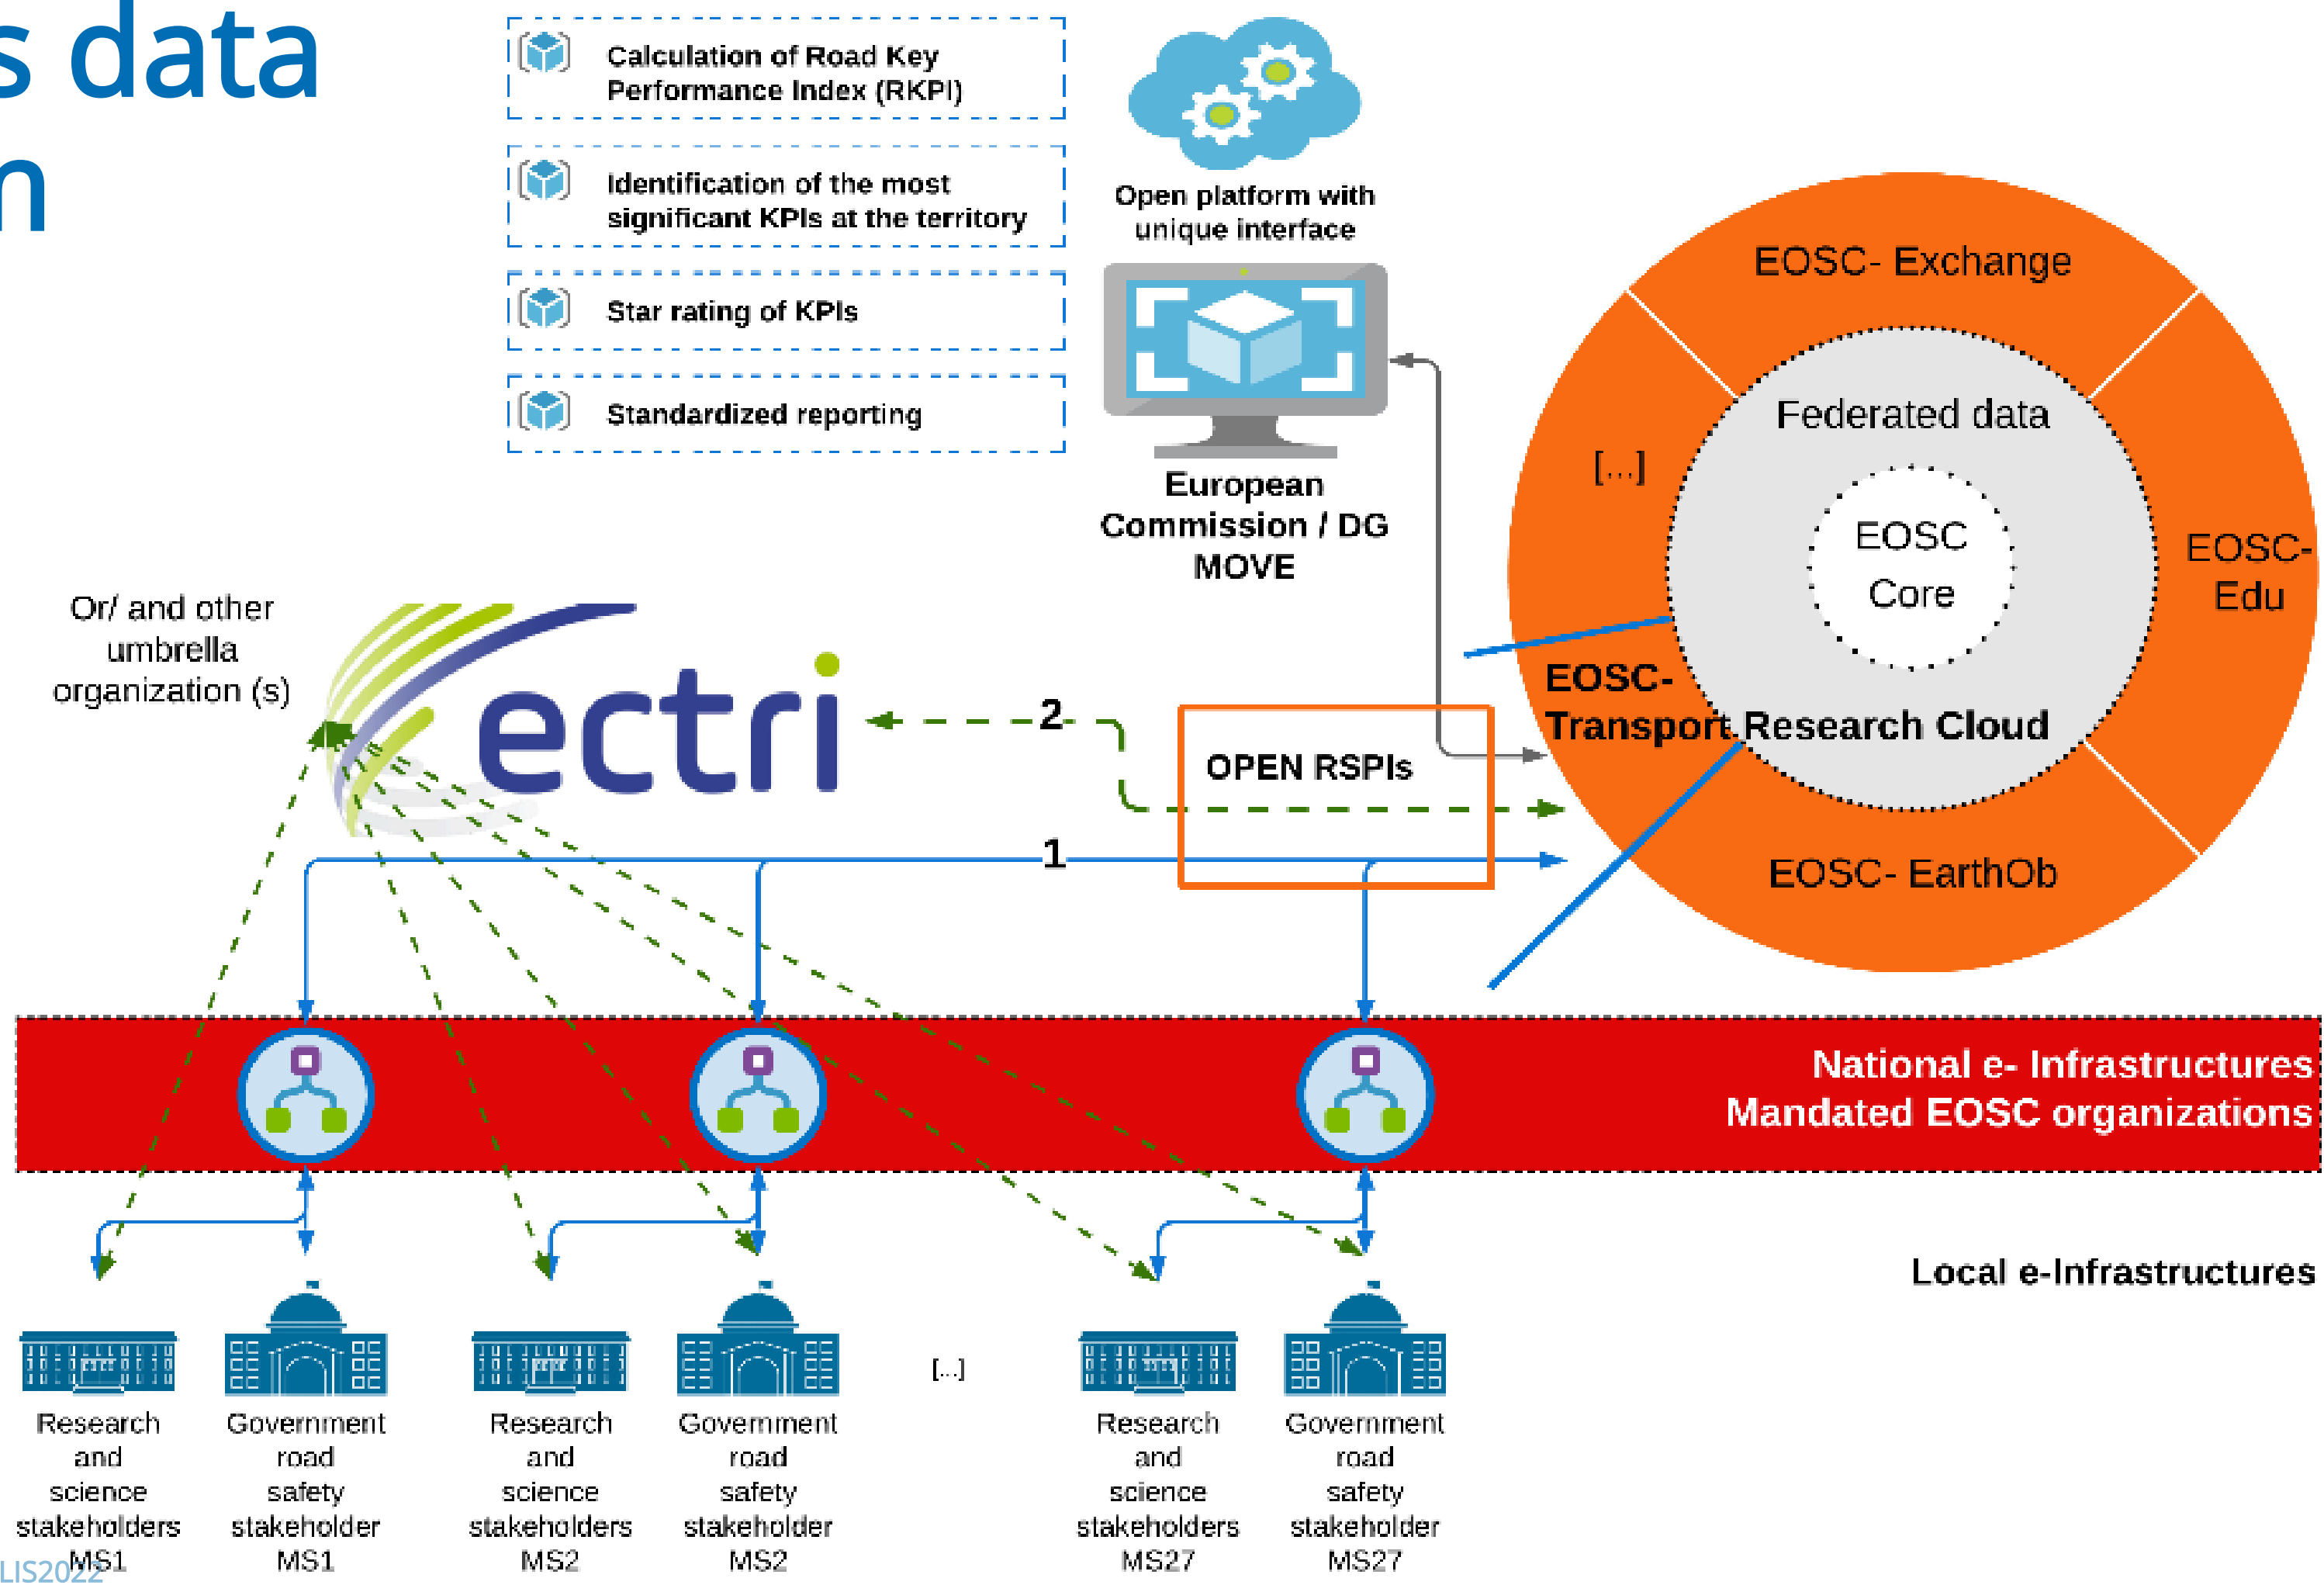 s data
n
Calculation of Road Key
Performance Index (RKPI)
Identification of the most
significant KPIs at the territory
Star rating of KPIs
Standardized reporting
Open platform with
unique interface
European
Commission / DG
MOVE
EOSC- Exchange
Federated data
[...]
EOSC
Core
EOSC-
Edu
EOSC-
Transport Research Cloud
EOSC- EarthOb
Or/ and other
umbrella
organization (s)
ectri
2
OPEN RSPIs
1
National e- Infrastructures
Mandated EOSC organizations
Local e-Infrastructures
Research
and
science
stakeholders
MS1
Government
road
safety
stakeholder
MS1
Research
and
science
stakeholders
MS2
Government
road
safety
stakeholder
MS2
[...]
Research
and
science
stakeholders
MS27
Government
road
safety
stakeholder
MS27
LIS2022